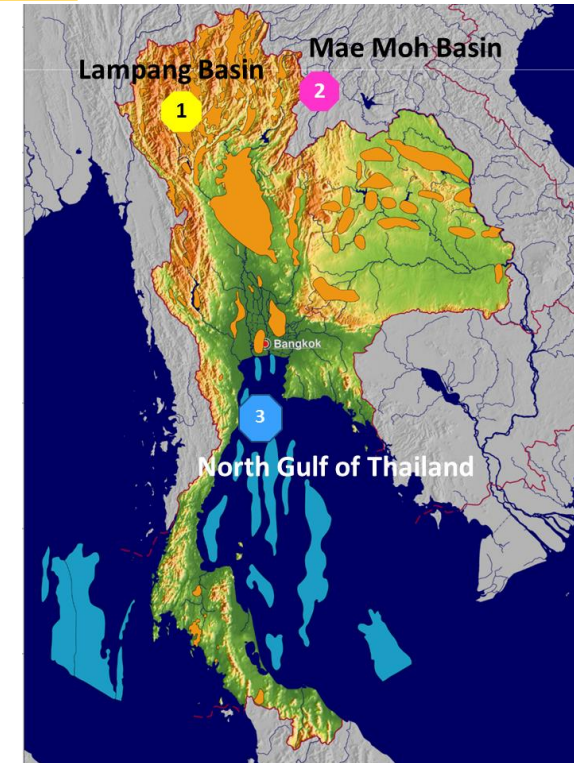 Mae Moh Basin
Lampang Basin
2
1
Bangkok
3
North Gulf of Thailand